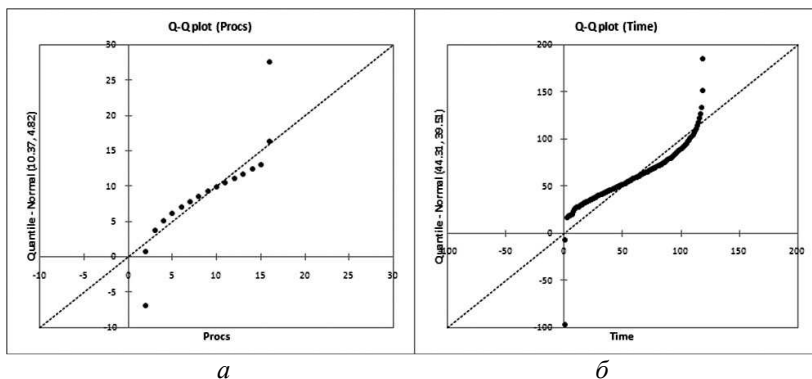 Q-Q plot (Procs)
Quantile - Normal (10.37, 4.82)
30
25
20
15
10
5
0
-10 -5 0 5 10 15 20 25 30
-5
-10
Procs
а
Q-Q plot (Time)
Quantile - Normal (44.31, 39.51)
200
150
100
50
0
100 -50 0 50 100 150 200
-50
-100
Time
б